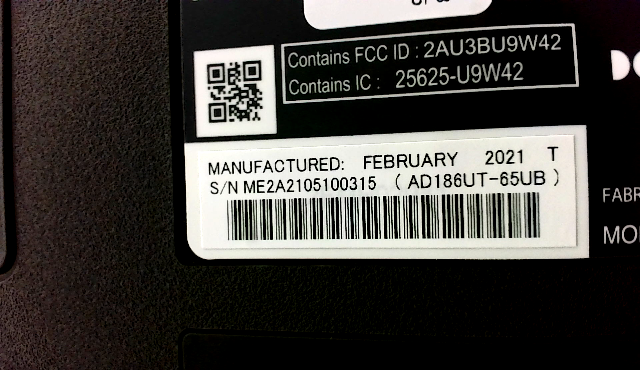 Contains FCC ID : 2AU3BU9W42
Contains IC : 25625-U9W42
MANUFACTURED: FEBRUARY 2021 T
S/N ME2A2105100315 ( AD186UT-65UB )
FABR
MO